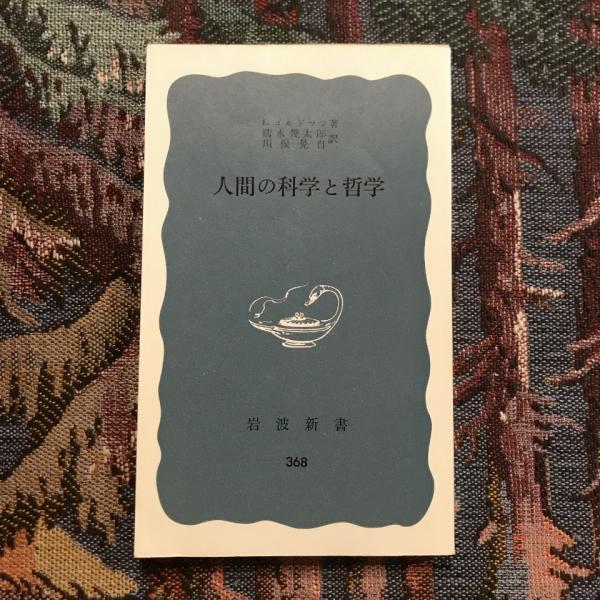 L.ゴルドマン著
清水幾太郎
川俣晃自 訳
人間の科学と哲学
岩波新書
368